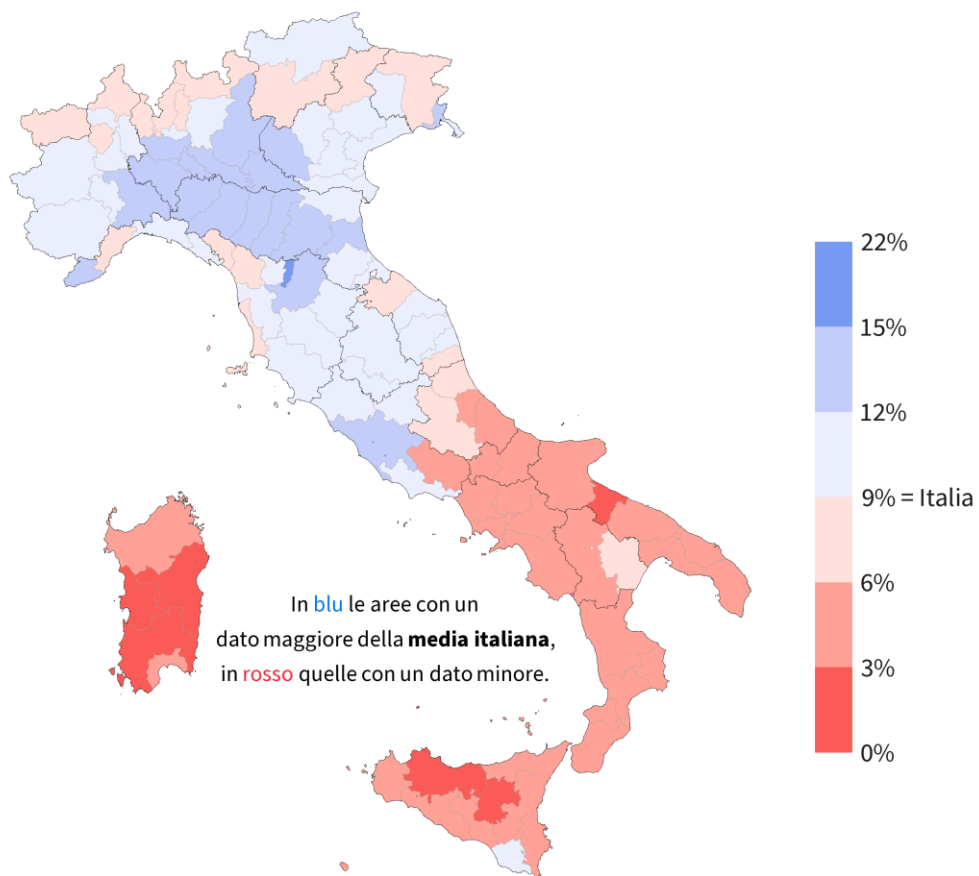 22%
15%
12%
9% = Italia
6%
3%
0%
In blu le aree con un
dato maggiore della media italiana,
in rosso quelle con un dato minore.